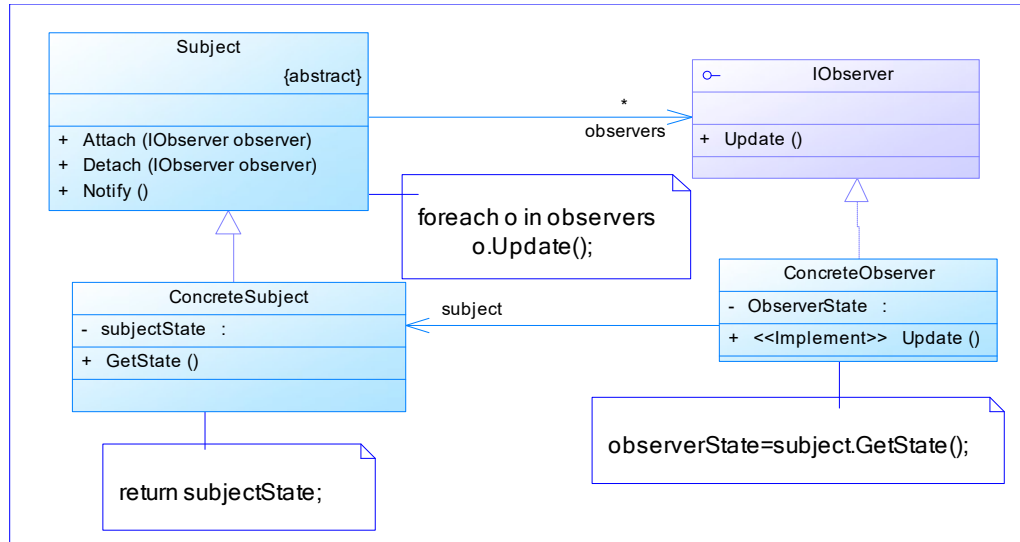 Subject
{abstract}
+ Attach (IObserver observer)
+ Detach (IObserver observer)
+ Notify ()
*
observers
IObserver
+ Update ()
foreach o in observers
o.Update();
ConcreteSubject
- subjectState :
+ GetState ()
subject
ConcreteObserver
- ObserverState :
+ <<Implement>> Update ()
return subjectState;
observerState=subject.GetState();